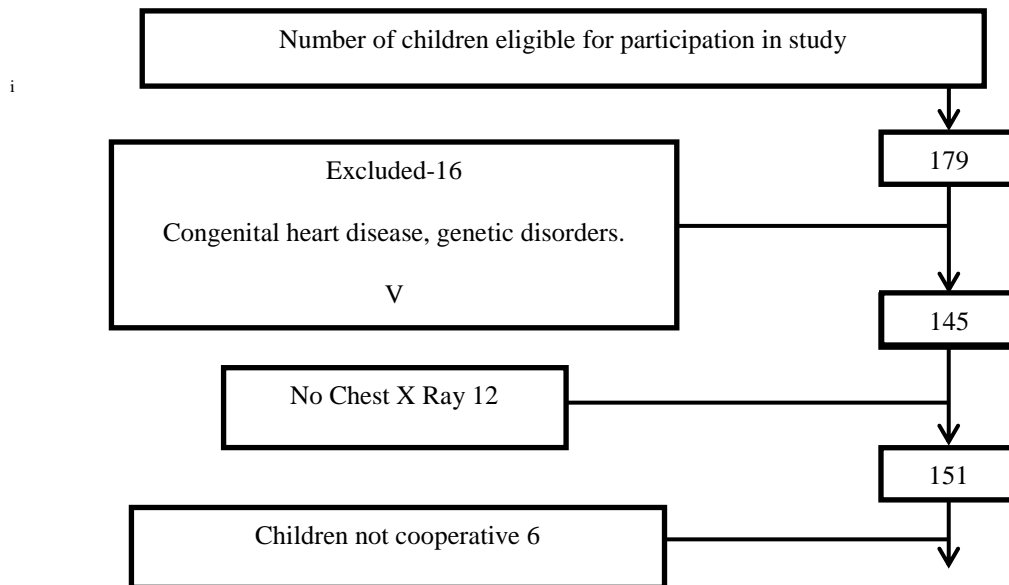 Number of children eligible for participation in study
i
179
Excluded-16
Congenital heart disease, genetic disorders.
V
145
No Chest X Ray 12
151
Children not cooperative 6